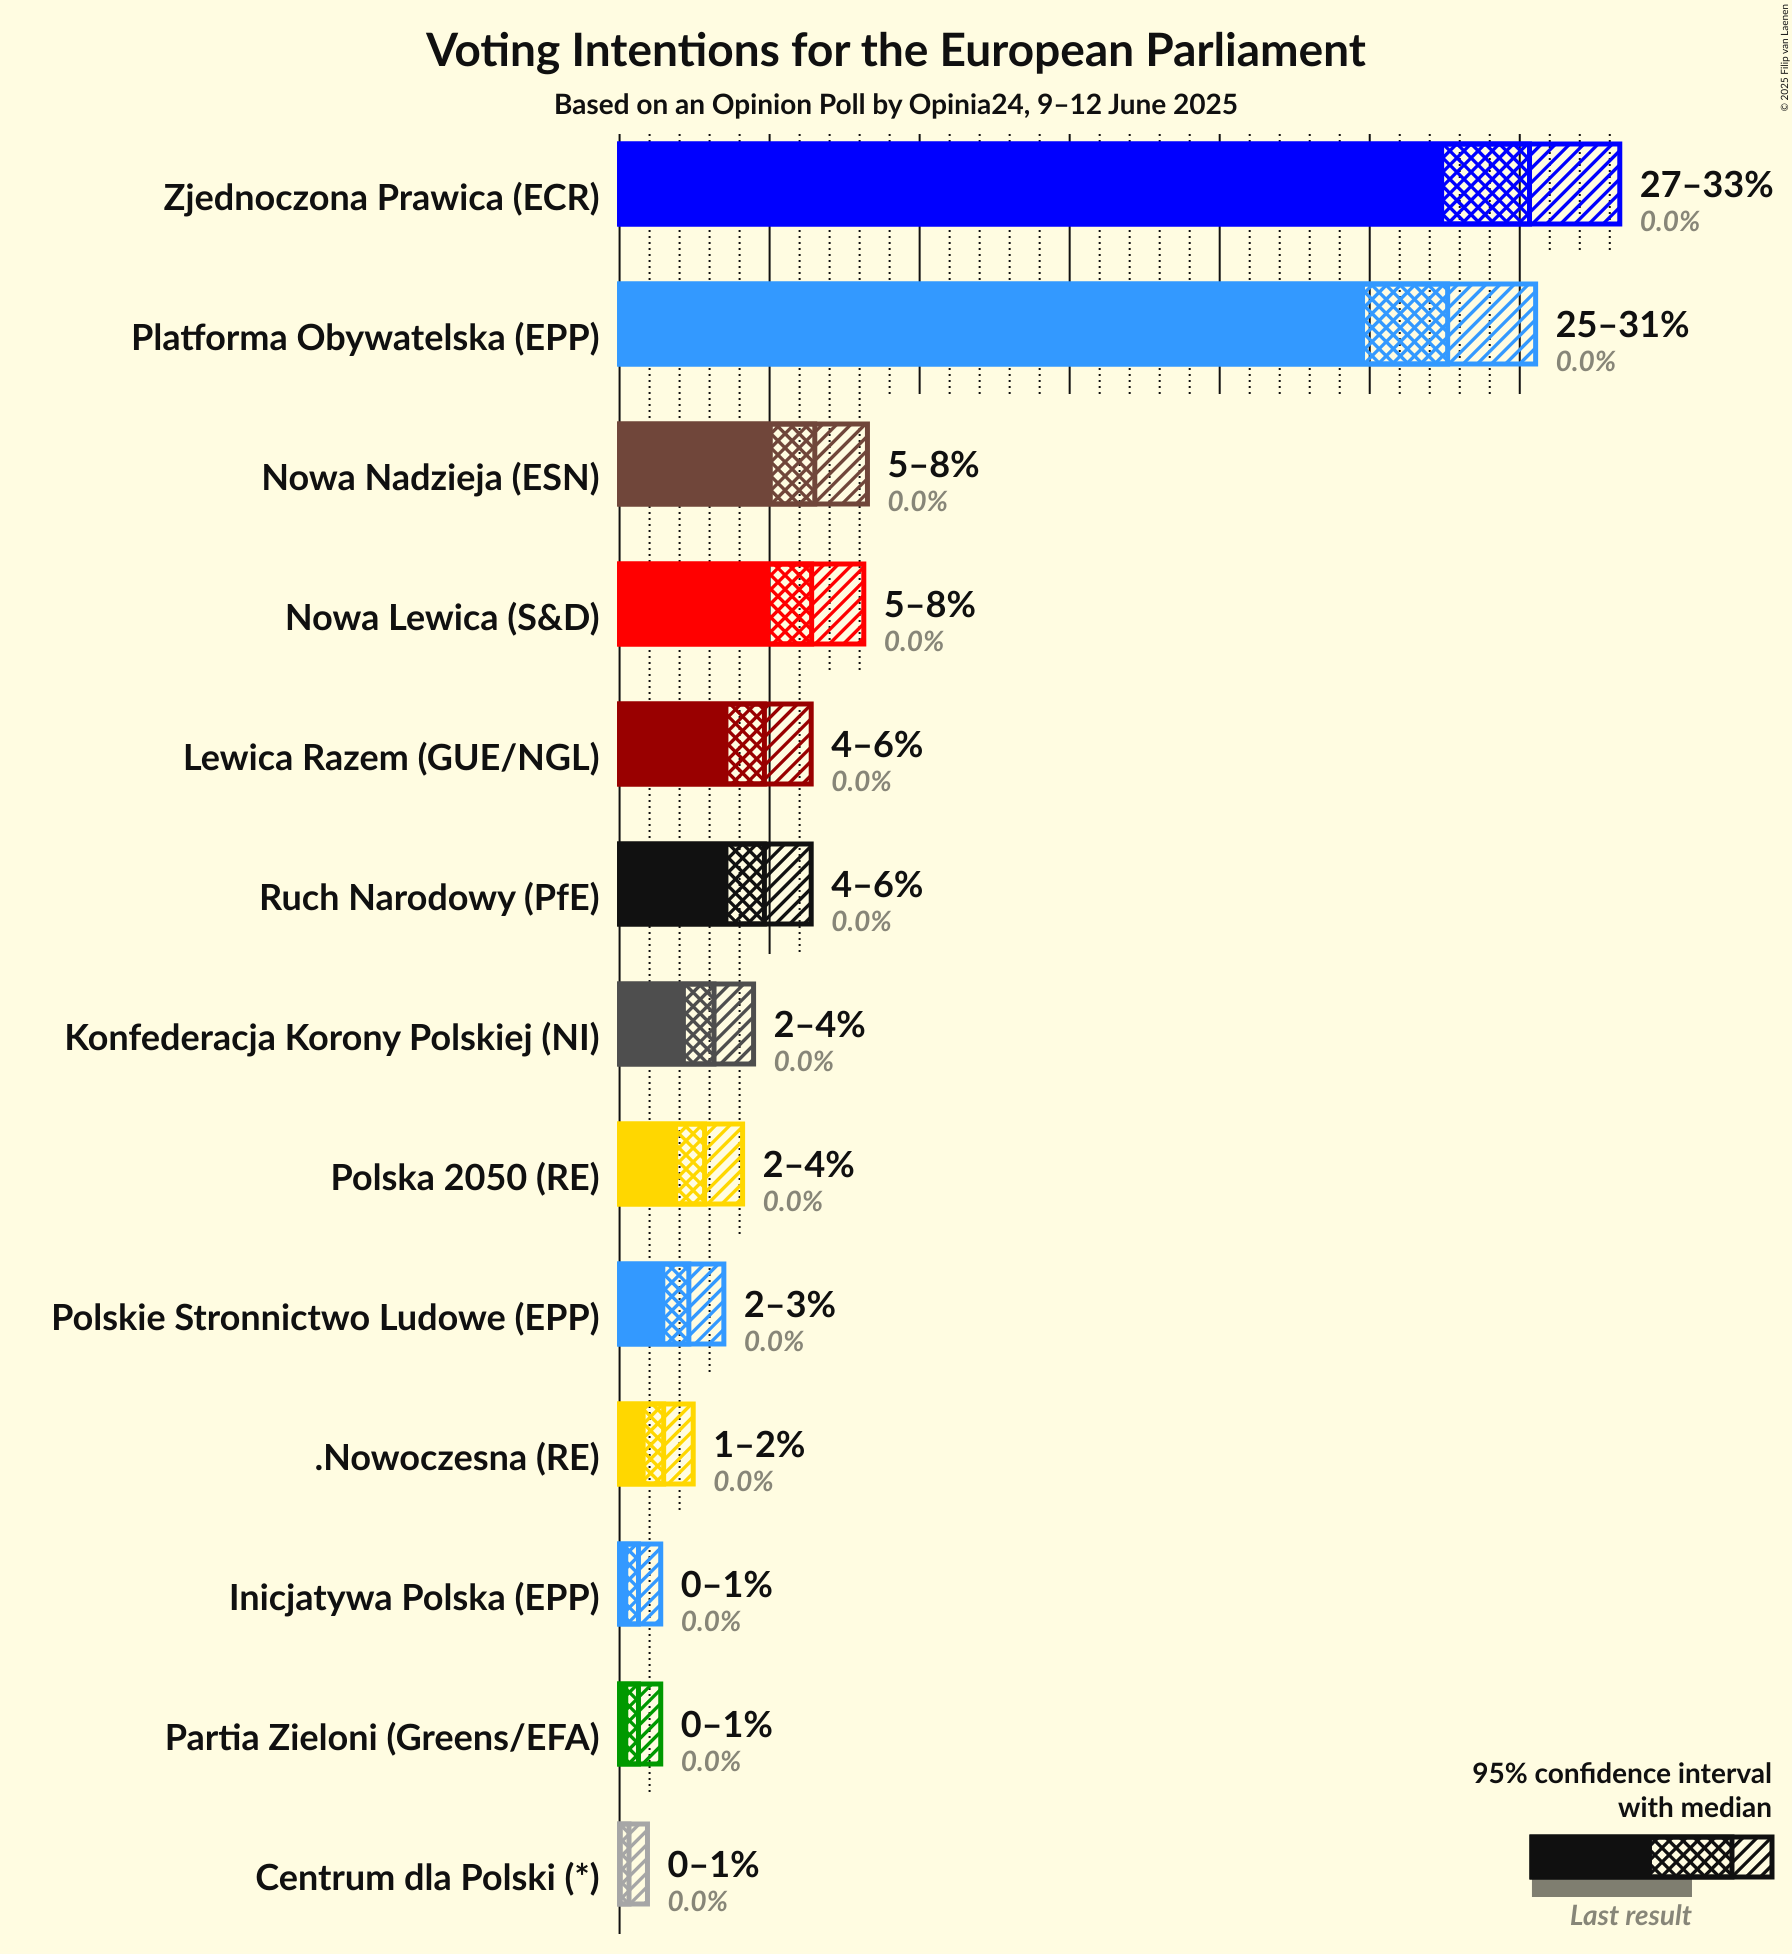 Voting Intentions for the European Parliament
Based on an Opinion Poll by Opinia24, 9–12 June 2025
© 2025 Filip van Laenen
Zjednoczona Prawica (ECR)
27–33%
0.0%
Platforma Obywatelska (EPP)
25–31%
0.0%
Nowa Nadzieja (ESN)
5–8%
0.0%
Nowa Lewica (S&D)
5–8%
0.0%
Lewica Razem (GUE/NGL)
4–6%
0.0%
Ruch Narodowy (PfE)
4–6%
0.0%
Konfederacja Korony Polskiej (NI)
2–4%
0.0%
Polska 2050 (RE)
2–4%
0.0%
Polskie Stronnictwo Ludowe (EPP)
2–3%
0.0%
.Nowoczesna (RE)
1–2%
0.0%
Inicjatywa Polska (EPP)
0–1%
0.0%
Partia Zieloni (Greens/EFA)
0–1%
0.0%
Centrum dla Polski (*)
0–1%
0.0%
95% confidence interval
with median
Last result